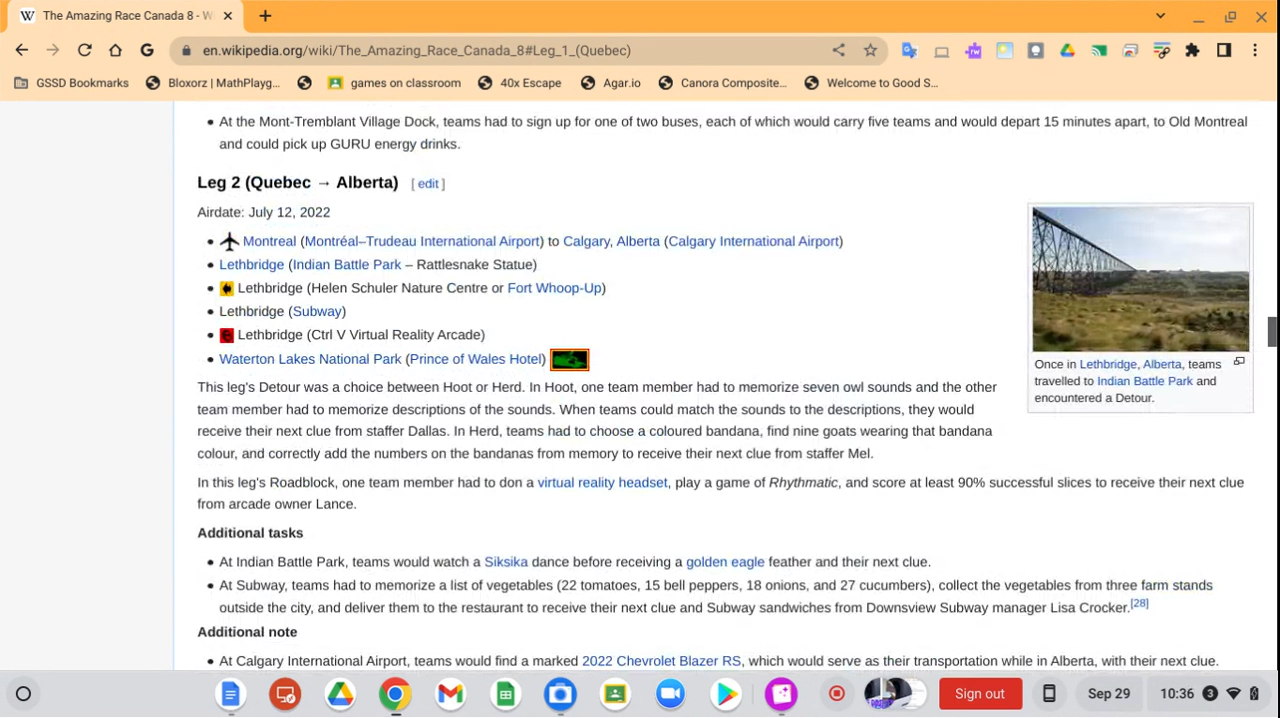 The Amazing Race Canada 8 - W
en.wikipedia.org/wiki/The_Amazing_Race_Canada_8#Leg_1_(Quebec)
GSSD Bookmarks
Bloxorz | MathPlayg...
games on classroom
40x Escape
Agar.io
Canora Composite...
Welcome to Good S...
• At the Mont-Tremblant Village Dock, teams had to sign up for one of two buses, each of which would carry five teams and would depart 15 minutes apart, to Old Montreal
and could pick up GURU energy drinks.
Leg 2 (Quebec → Alberta) [ edit ]
Airdate: July 12, 2022
• Montreal (Montréal–Trudeau International Airport) to Calgary, Alberta (Calgary International Airport)
• Lethbridge (Indian Battle Park – Rattlesnake Statue)
• Lethbridge (Helen Schuler Nature Centre or Fort Whoop-Up)
• Lethbridge (Subway)
• Lethbridge (Ctrl V Virtual Reality Arcade)
• Waterton Lakes National Park (Prince of Wales Hotel)
Once in Lethbridge, Alberta, teams
travelled to Indian Battle Park and
encountered a Detour.
This leg's Detour was a choice between Hoot or Herd. In Hoot, one team member had to memorize seven owl sounds and the other
team member had to memorize descriptions of the sounds. When teams could match the sounds to the descriptions, they would
receive their next clue from staffer Dallas. In Herd, teams had to choose a coloured bandana, find nine goats wearing that bandana
colour, and correctly add the numbers on the bandanas from memory to receive their next clue from staffer Mel.
In this leg's Roadblock, one team member had to don a virtual reality headset, play a game of Rhythmatic, and score at least 90% successful slices to receive their next clue
from arcade owner Lance.
Additional tasks
• At Indian Battle Park, teams would watch a Siksika dance before receiving a golden eagle feather and their next clue.
• At Subway, teams had to memorize a list of vegetables (22 tomatoes, 15 bell peppers, 18 onions, and 27 cucumbers), collect the vegetables from three farm stands
outside the city, and deliver them to the restaurant to receive their next clue and Subway sandwiches from Downsview Subway manager Lisa Crocker.[28]
Additional note
• At Calgary International Airport, teams would find a marked 2022 Chevrolet Blazer RS, which would serve as their transportation while in Alberta, with their next clue.
Sign out
Sep 29
10:36
3